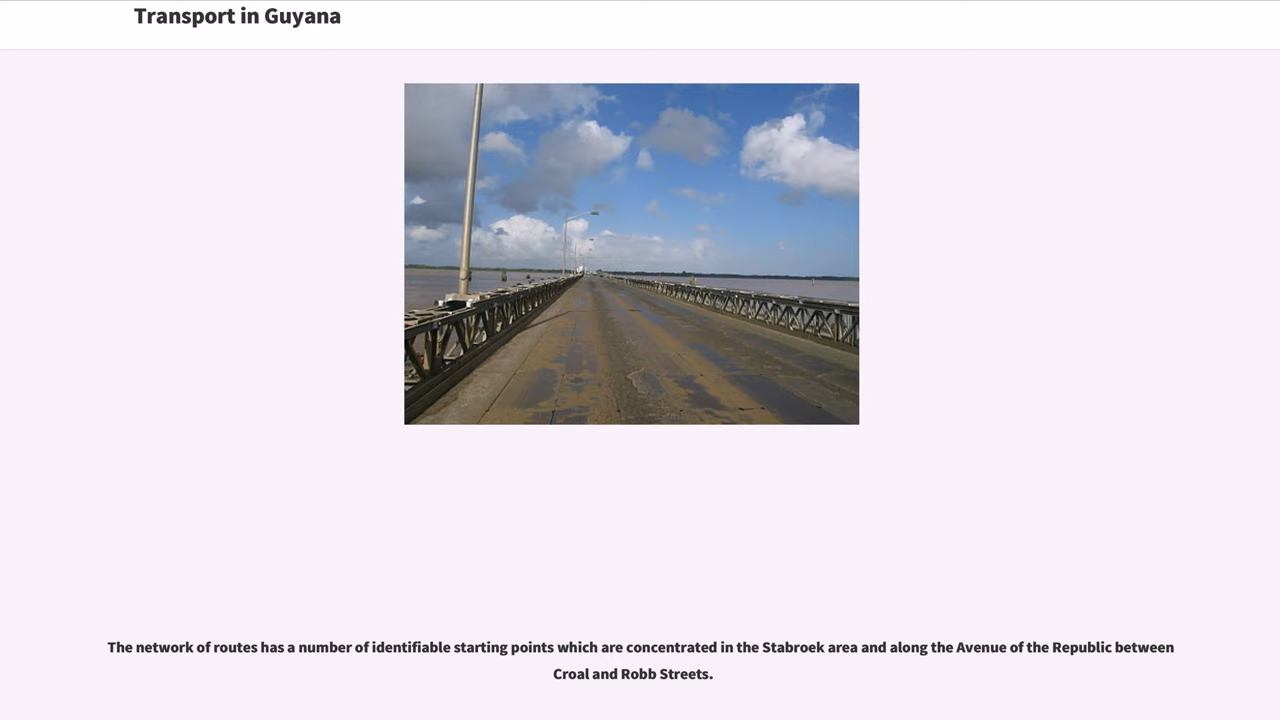 Transport in Guyana
The network of routes has a number of identifiable starting points which are concentrated in the Stabroek area and along the Avenue of the Republic between
Croal and Robb Streets.